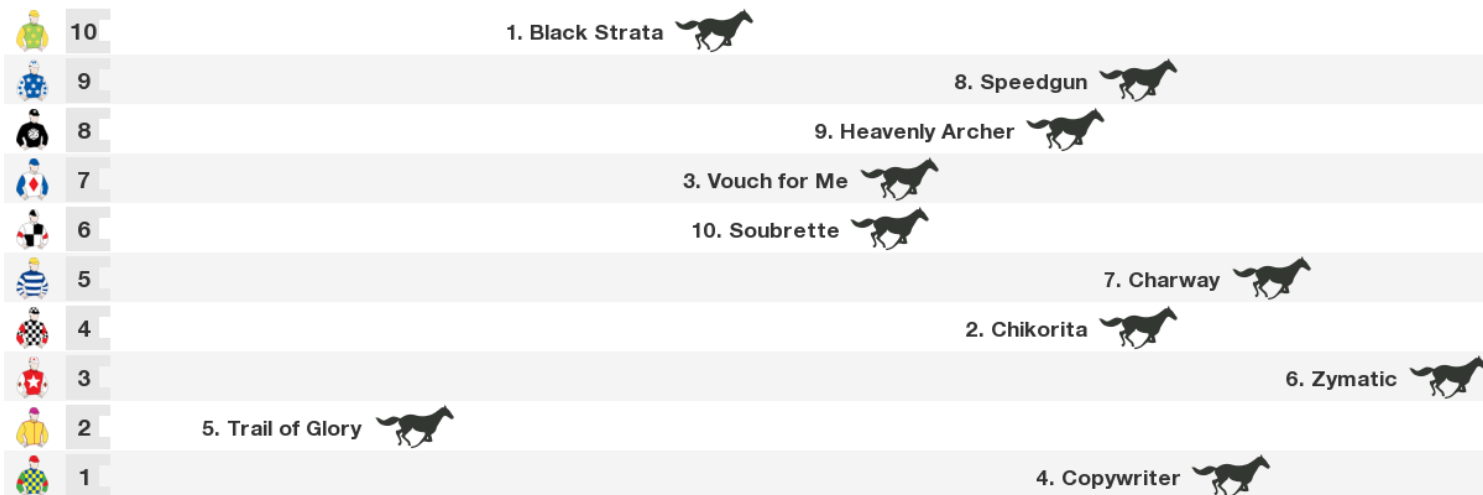 10 1. Black Strata
9 8. Speedgun
8 9. Heavenly Archer
7 3. Vouch for Me
6 10. Soubrette
5 7. Charway
4 2. Chikorita
3 6. Zymatic
2 5. Trail of Glory
1 4. Copywriter